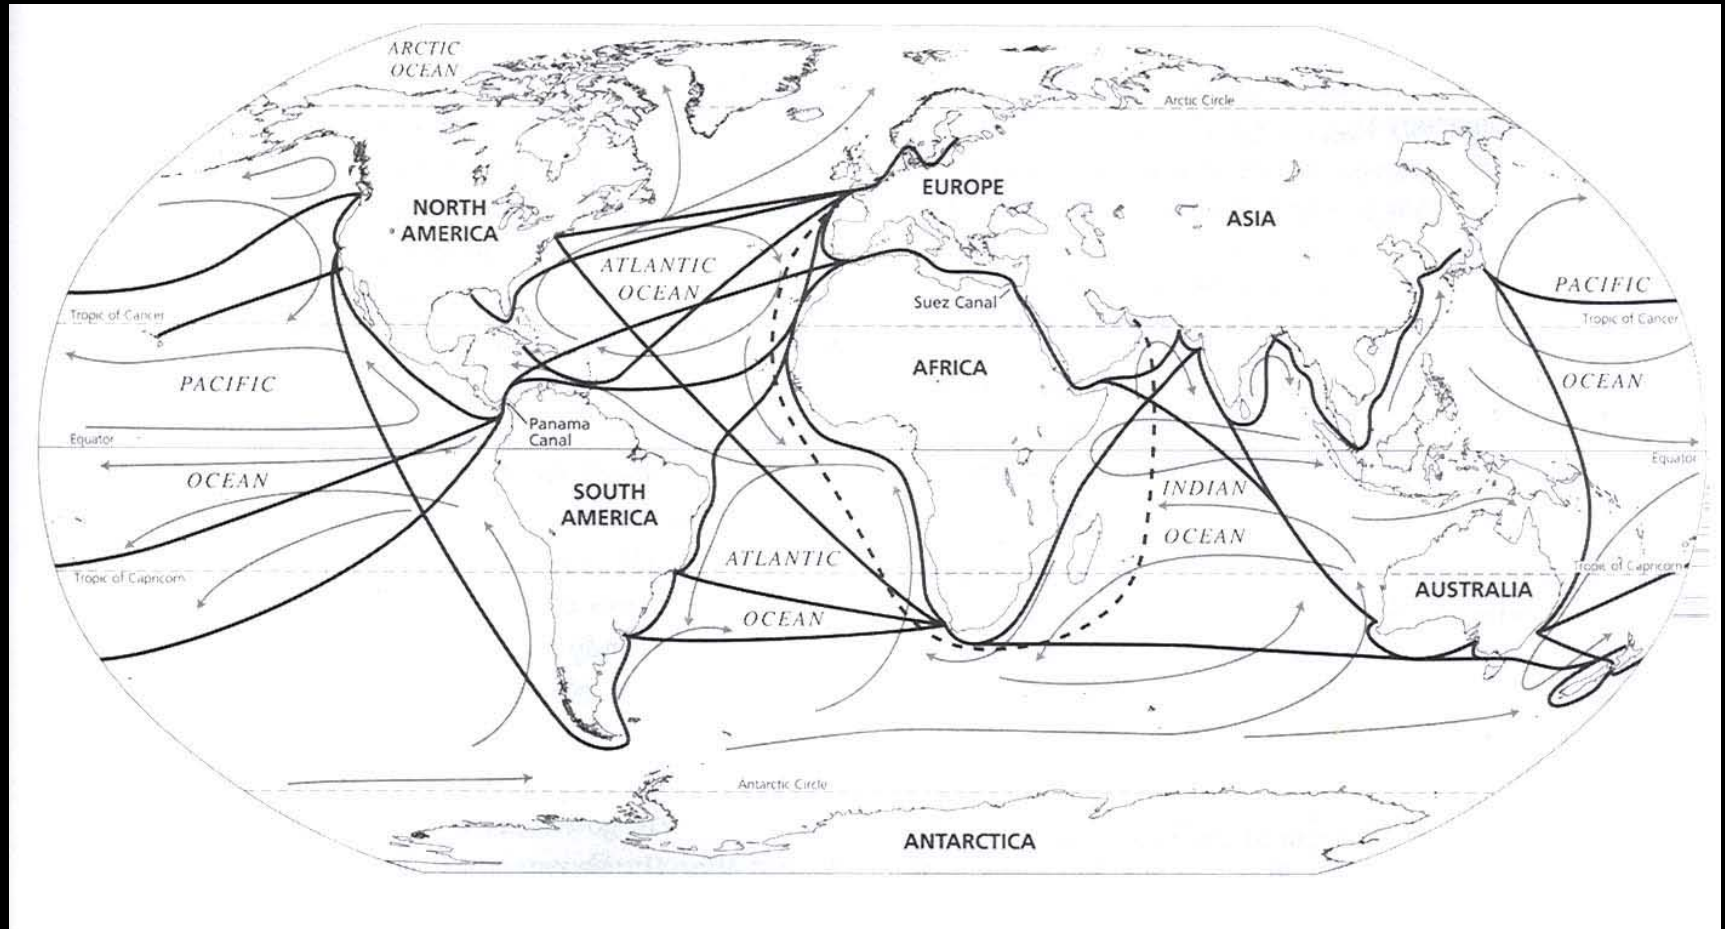 ARCTIC
OCEAN
Arctic Circle
EUROPE
NORTH
AMERICA
ASIA
ATLANTIC
OCEAN
PACIFIC
Suez Canal
Tropic of Cancer
Tropic of Cancer
AFRICA
PACIFIC
OCEAN
Panama
Canal
Equator
Equator
OCEAN
SOUTH
AMERICA
INDIAN
OCEAN
ATLANTIC
OCEAN
Tropic of Capricorn
Tropic of Capricorn
AUSTRALIA
Antarctic Circle
ANTARCTICA